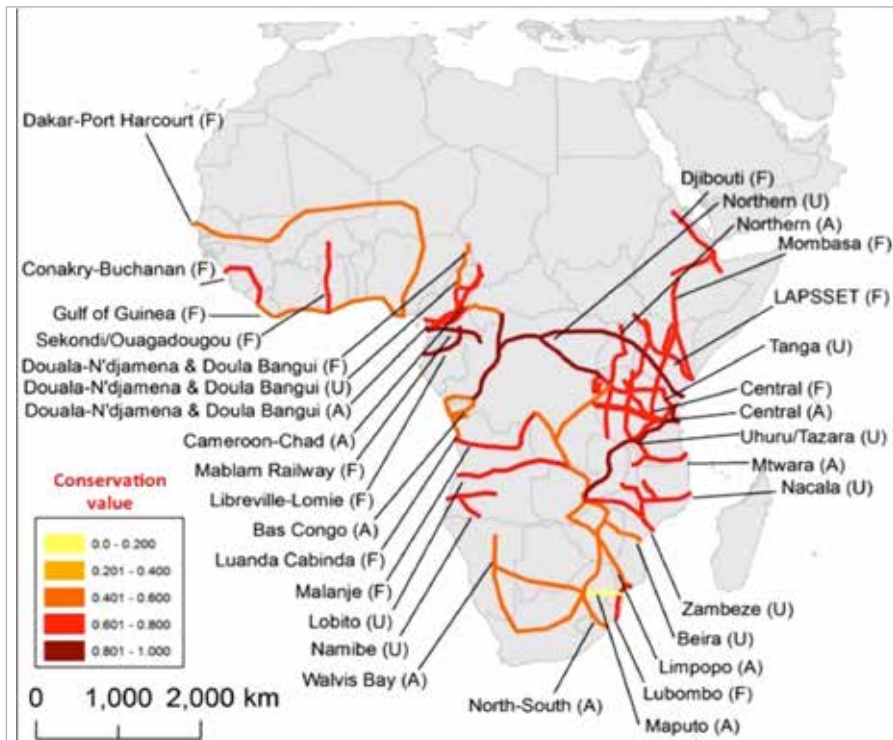 Dakar-Port Harcourt (F)
Conakry-Buchanan (F)
Gulf of Guinea (F)
Sekondi/Ouagadougou (F)
Douala-N'djamena & Doula Bangui (F)
Douala-N'djamena & Doula Bangui (U)
Douala-N'djamena & Doula Bangui (A)
Cameroon-Chad (A)
Mablam Railway (F)
Libreville-Lomie (F)
Bas Congo (A)
Luanda Cabinda (F)
Malanje (F)
Lobito (U)
Namibe (U)
Walvis Bay (A)
North-South (A)
Djibouti (F)
Northern (U)
Northern (A)
Mombasa (F)
LAPSSET (F)
Tanga (U)
Central (F)
Central (A)
Uhuru/Tazara (U)
Mtwara (A)
Nacala (U)
Zambeze (U)
Beira (U)
Limpopo (A)
Lubombo (F)
Maputo (A)
Conservation
value
0.0 - 0.200
0.201 - 0.400
0.401 - 0.600
0.601 - 0.800
0.801 - 1.000
0 1,000 2,000 km